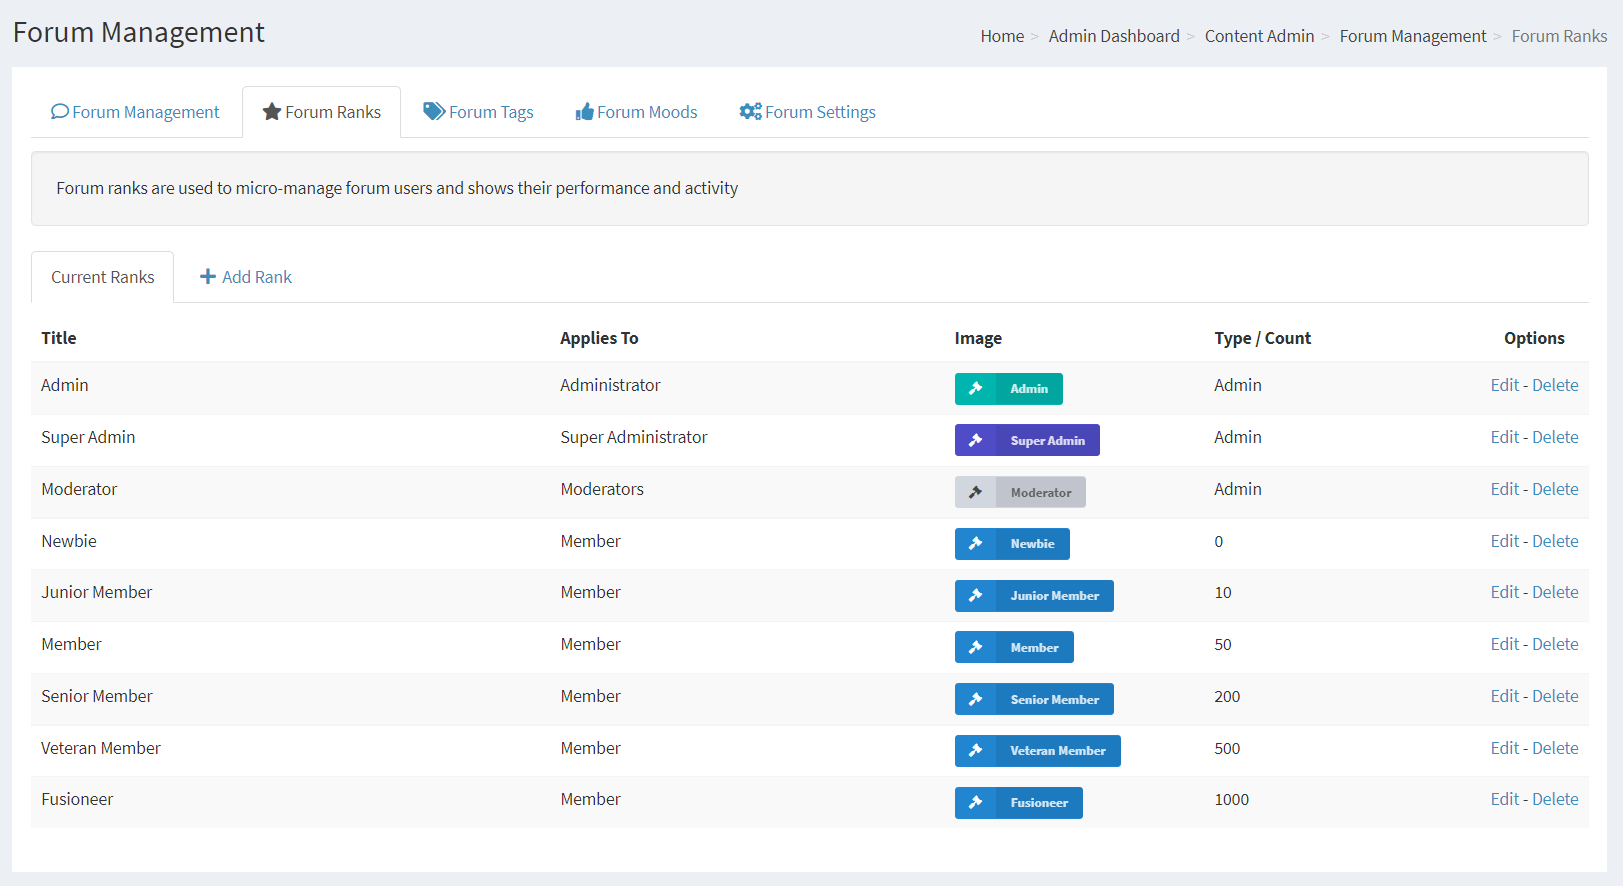 Forum Management
Home > Admin Dashboard > Content Admin > Forum Management > Forum Ranks
Forum Management Forum Ranks Forum Tags Forum Moods Forum Settings
Forum ranks are used to micro-manage forum users and shows their performance and activity
Current Ranks Add Rank
Title Applies To Image Type / Count Options
Admin Administrator Admin Admin Edit - Delete
Super Admin Super Administrator Super Admin Admin Edit - Delete
Moderator Moderators Moderator Admin Edit - Delete
Newbie Member Newbie 0 Edit - Delete
Junior Member Member Junior Member 10 Edit - Delete
Member Member Member 50 Edit - Delete
Senior Member Member Senior Member 200 Edit - Delete
Veteran Member Member Veteran Member 500 Edit - Delete
Fusioneer Member Fusioneer 1000 Edit - Delete